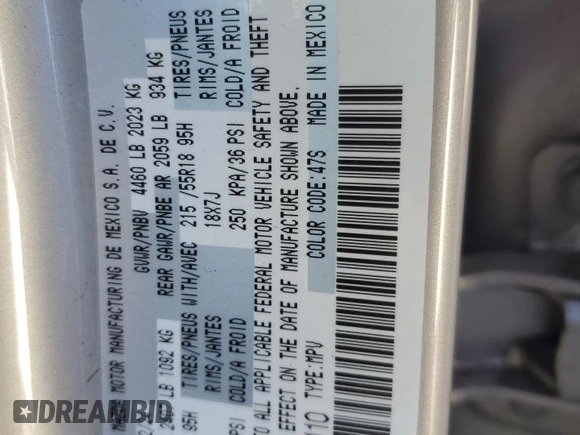 MOTOR MANUFACTURING DE MEXICO S.A. DE C.V.
GVWR/PNBV 4460 LB 2023 KG
LB 1092 KG REAR GAWR/PNBE AR 2059 LB 934 KG
95H TIRES/PNEUS WITH/AVEC 215/55R18 95H TIRES/PNEUS
RIMS/JANTES 18X7J RIMS/JANTES
PSI COLD/A FROID 250 KPA/36 PSI COLD/A FROID
TO ALL APPLICABLE FEDERAL MOTOR VEHICLE SAFETY AND THEFT
EFFECT ON THE DATE OF MANUFACTURE SHOWN ABOVE.
COLOR CODE:47S MADE IN MEXICO
110 TYPE:MPV
DREAMBID